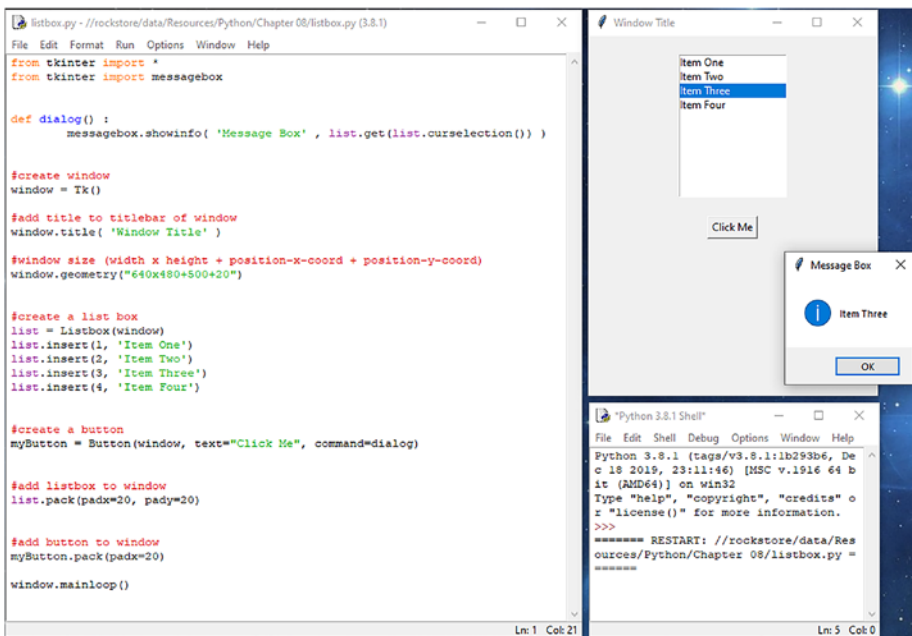 listbox.py - //rockstore/data/Resources/Python/Chapter 08/listbox.py (3.8.1)
File Edit Format Run Options Window Help
from tkinter import *
from tkinter import messagebox
def dialog() :
messagebox.showinfo( 'Message Box' , list.get(list.curselection()) )
#create window
window = Tk()
#add title to titlebar of window
window.title( 'Window Title' )
#window size (width x height + position-x-coord + position-y-coord)
window.geometry("640x480+500+20")
#create a list box
list = Listbox(window)
list.insert(1, 'Item One')
list.insert(2, 'Item Two')
list.insert(3, 'Item Three')
list.insert(4, 'Item Four')
#create a button
myButton = Button(window, text="Click Me", command=dialog)
#add listbox to window
list.pack(padx=20, pady=20)
#add button to window
myButton.pack(padx=20)
window.mainloop()
Ln: 1 Col: 21
Window Title
Item One
Item Two
Item Three
Item Four
Click Me
Message Box
Item Three
OK
*Python 3.8.1 Shell*
File Edit Shell Debug Options Window Help
Python 3.8.1 (tags/v3.8.1:1b293b6, De
c 18 2019, 23:11:46) [MSC v.1916 64 b
it (AMD64)] on win32
Type "help", "copyright", "credits" o
r "license()" for more information.
>>>
======= RESTART: //rockstore/data/Res
ources/Python/Chapter 08/listbox.py =
======
Ln: 5 Col: 0